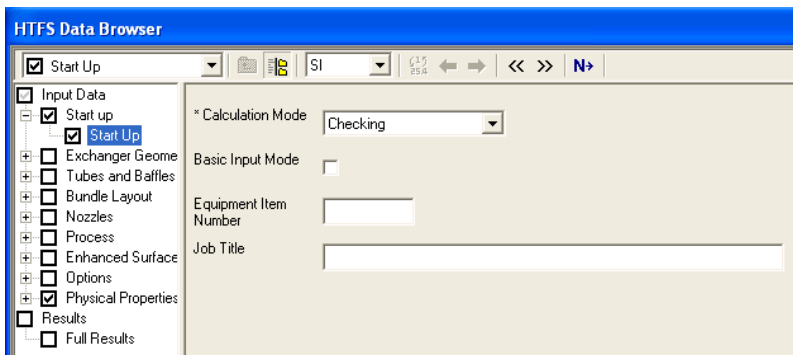 HTFS Data Browser
Start Up
SI
N
Input Data
Start up
Start Up
Exchanger Geome
Tubes and Baffles
Bundle Layout
Nozzles
Process
Enhanced Surface
Options
Physical Properties
Results
Full Results
* Calculation Mode
Checking
Basic Input Mode
Equipment Item
Number
Job Title